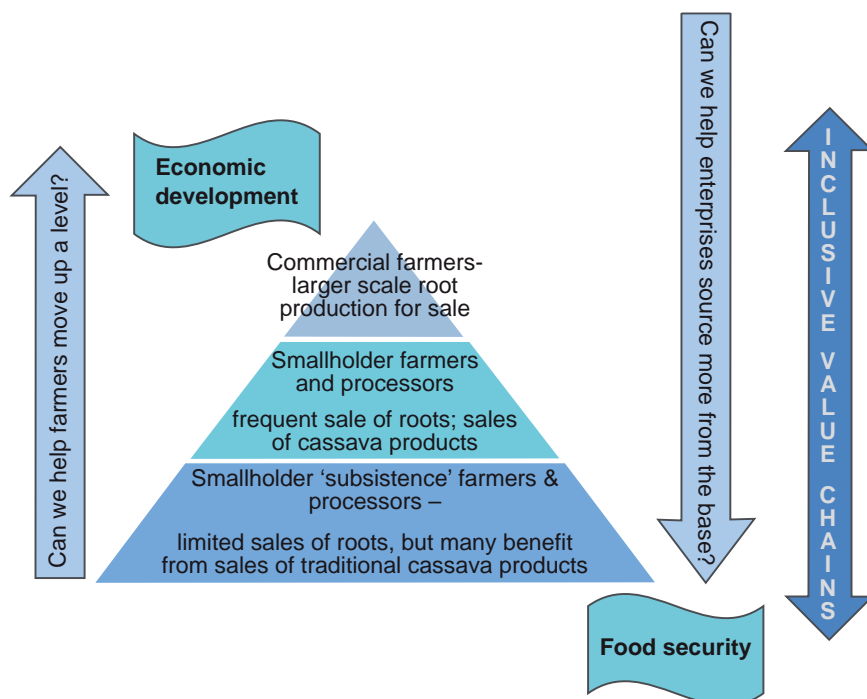 Can we help farmers move up a level?
Economic
development
Commercial farmers-
larger scale root
production for sale
Smallholder farmers
and processors
frequent sale of roots; sales
of cassava products
Smallholder ‘subsistence’ farmers &
processors –
limited sales of roots, but many benefit
from sales of traditional cassava products
Can we help enterprises source more from the base?
INCLUSIVE VALUE CHAINS
Food security